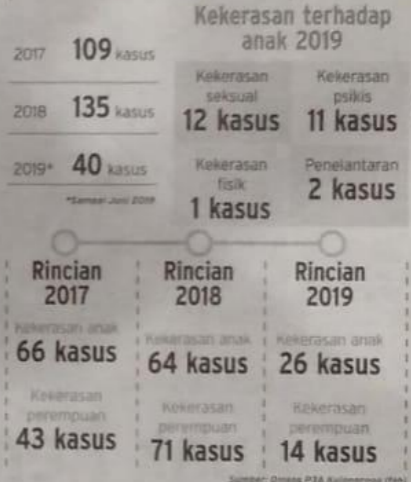 2017 109 kasus
2018 135 kasus
2019* 40 kasus
*Sampai Juni 2019
Kekerasan terhadap
anak 2019
Kekerasan
seksual
12 kasus
Kekerasan
psikis
11 kasus
Kekerasan
fisik
1 kasus
Penelantaran
2 kasus
Rincian
2017
Kekerasan anak
66 kasus
Kekerasan
perempuan
43 kasus
Rincian
2018
Kekerasan anak
64 kasus
Kekerasan
perempuan
71 kasus
Rincian
2019
Kekerasan anak
26 kasus
Kekerasan
perempuan
14 kasus
Sumber: P3A